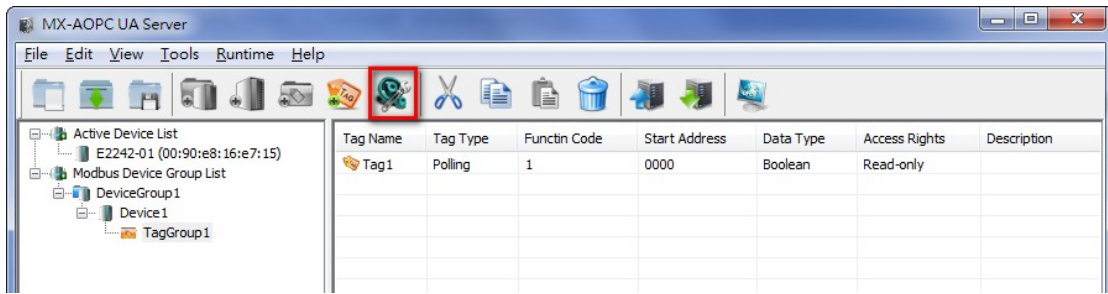 MX-AOPC UA Server
File Edit View Tools Runtime Help
TAG
Active Device List
E2242-01 (00:90:e8:16:e7:15)
Modbus Device Group List
DeviceGroup1
Device1
TagGroup1
Tag Name Tag Type Functin Code Start Address Data Type Access Rights Description
Tag1 Polling 1 0000 Boolean Read-only